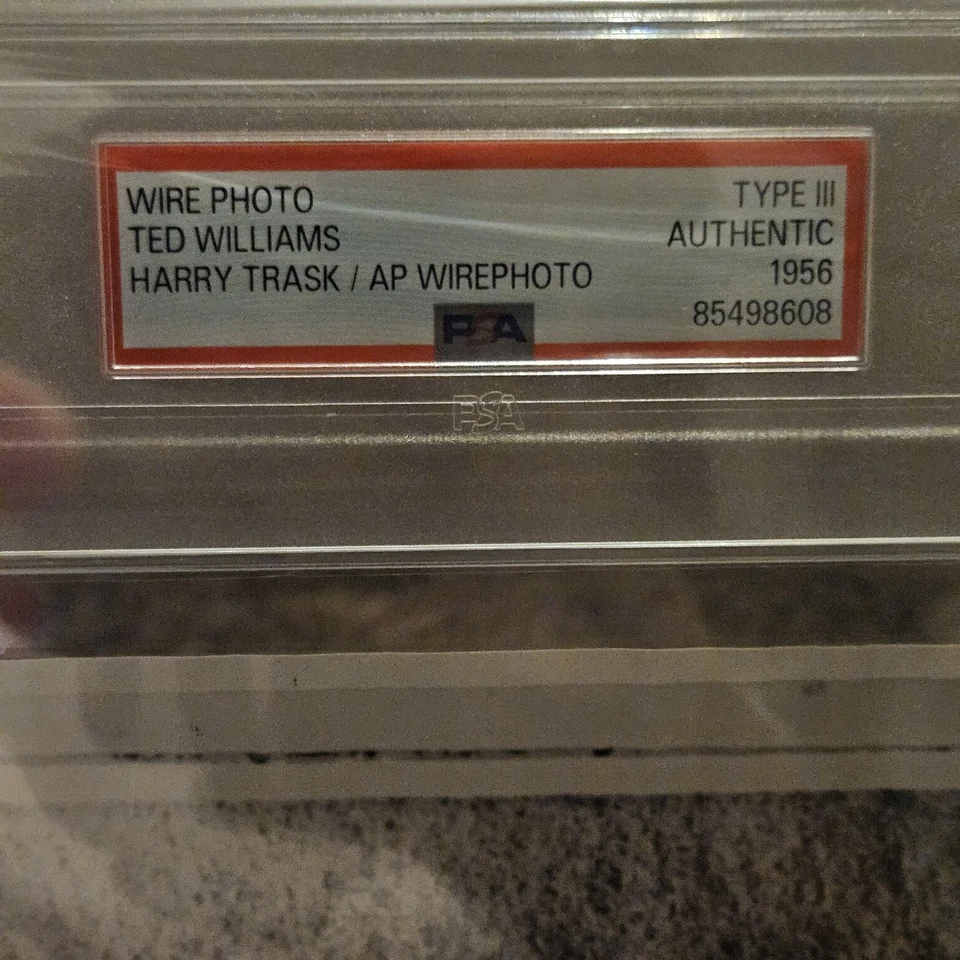 WIRE PHOTO TYPE III
TED WILLIAMS AUTHENTIC
HARRY TRASK / AP WIREPHOTO 1956
85498608
PSA
PSA